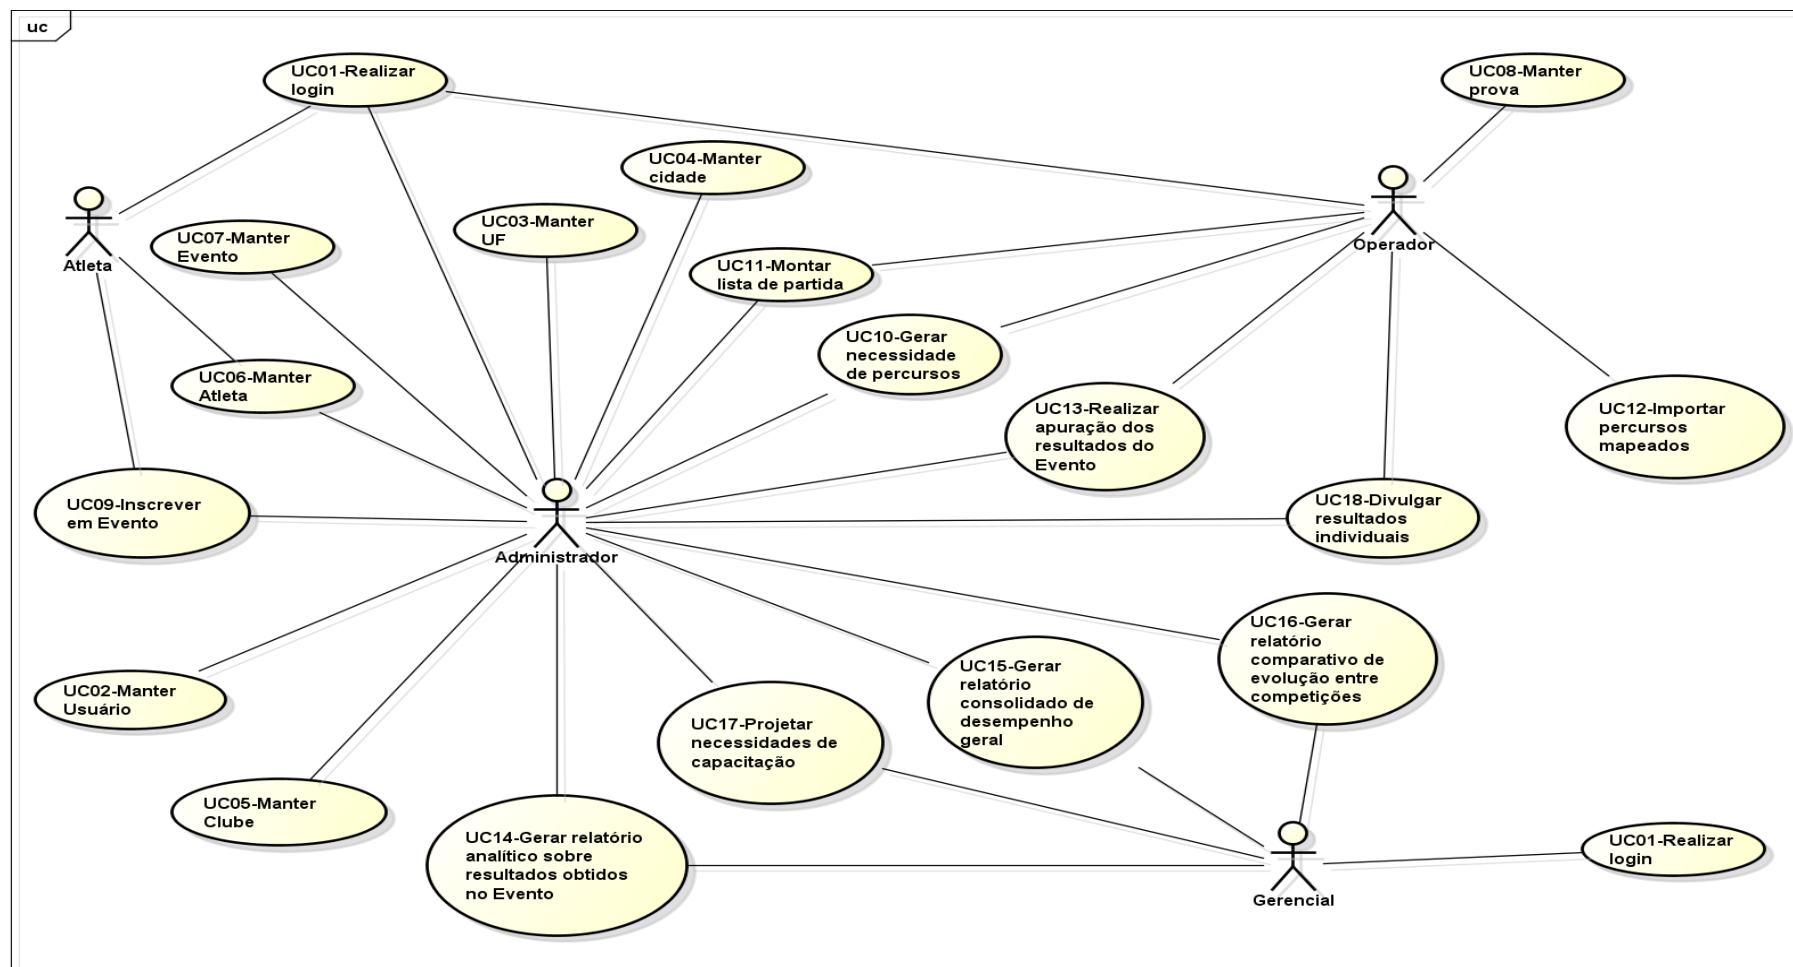 uc
UC01-Realizar
login
UC08-Manter
prova
UC04-Manter
cidade
UC03-Manter
UF
UC07-Manter
Evento
Atleta
Operador
UC11-Montar
lista de partida
UC10-Gerar
necessidade
de percursos
UC06-Manter
Atleta
UC13-Realizar
apuração dos
resultados do
Evento
UC12-Importar
percursos
mapeados
UC09-Inscrever
em Evento
UC18-Divulgar
resultados
individuais
Administrador
UC16-Gerar
relatório
comparativo de
evolução entre
competições
UC15-Gerar
relatório
consolidado de
desempenho
geral
UC02-Manter
Usuário
UC17-Projetar
necessidades de
capacitação
UC05-Manter
Clube
UC14-Gerar relatório
analítico sobre
resultados obtidos
no Evento
UC01-Realizar
login
Gerencial